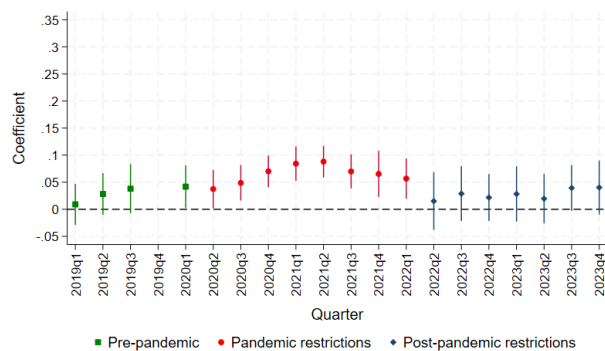 Coefficient
.35
.3
.25
.2
.15
.1
.05
0
-.05
2019q1
2019q2
2019q3
2019q4
2020q1
2020q2
2020q3
2020q4
2021q1
2021q2
2021q3
2021q4
2022q1
2022q2
2022q3
2022q4
2023q1
2023q2
2023q3
2023q4
Quarter
Pre-pandemic Pandemic restrictions Post-pandemic restrictions